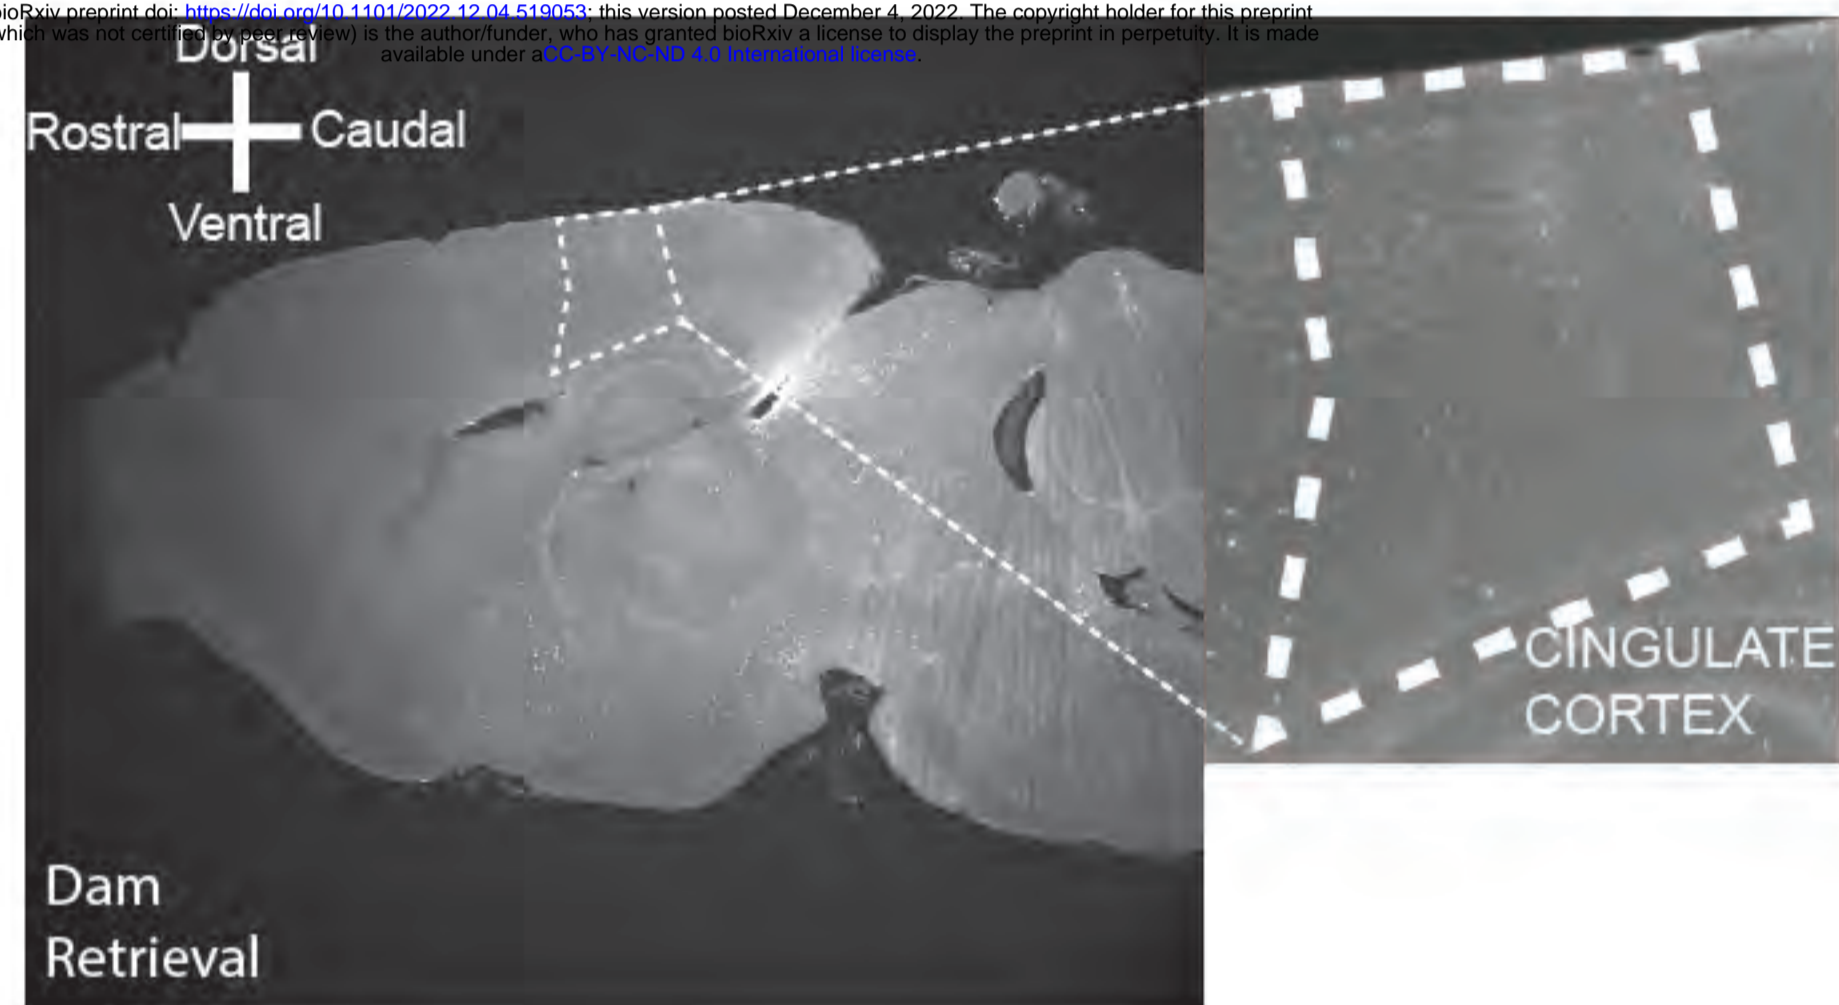 bioRxiv preprint doi: https://doi.org/10.1101/2022.12.04.519053; this version posted December 4, 2022. The copyright holder for this preprint
which was not certified by peer review) is the author/funder, who has granted bioRxiv a license to display the preprint in perpetuity. It is made
available under aCC-BY-NC-ND 4.0 International license.
Dorsal
Rostral Caudal
Ventral
CINGULATE
CORTEX
Dam
Retrieval